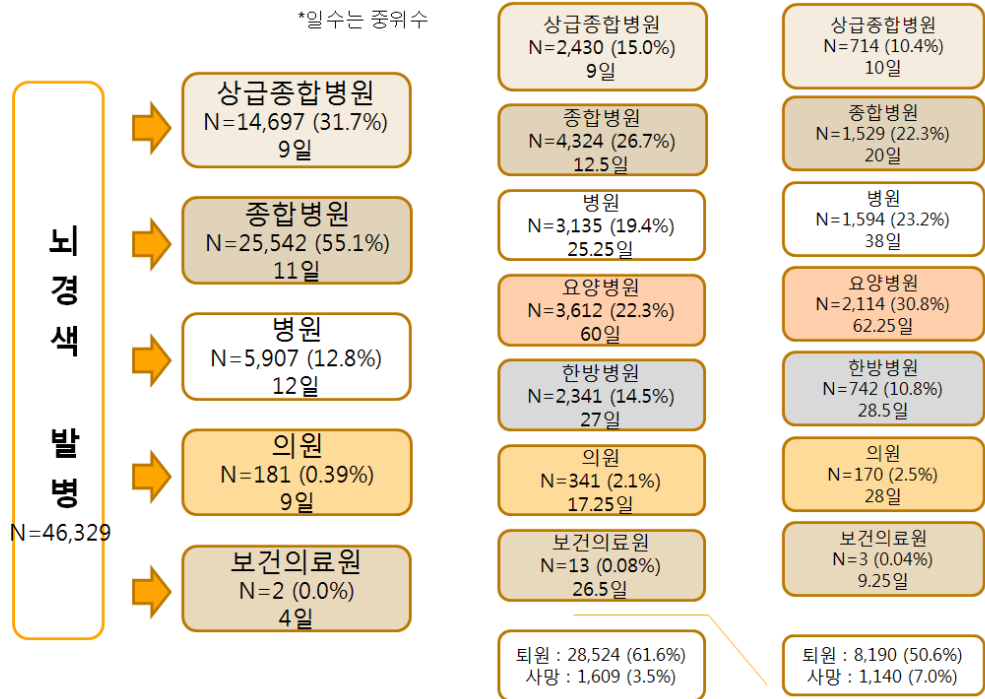 *일수는 중위수
뇌
경
색
발
병
N=46,329
상급종합병원
N=14,697 (31.7%)
9일
종합병원
N=25,542 (55.1%)
11일
병원
N=5,907 (12.8%)
12일
의원
N=181 (0.39%)
9일
보건의료원
N=2 (0.0%)
4일
상급종합병원
N=2,430 (15.0%)
9일
종합병원
N=4,324 (26.7%)
12.5일
병원
N=3,135 (19.4%)
25.25일
요양병원
N=3,612 (22.3%)
60일
한방병원
N=2,341 (14.5%)
27일
의원
N=341 (2.1%)
17.25일
보건의료원
N=13 (0.08%)
26.5일
퇴원 : 28,524 (61.6%)
사망 : 1,609 (3.5%)
상급종합병원
N=714 (10.4%)
10일
종합병원
N=1,529 (22.3%)
20일
병원
N=1,594 (23.2%)
38일
요양병원
N=2,114 (30.8%)
62.25일
한방병원
N=742 (10.8%)
28.5일
의원
N=170 (2.5%)
28일
보건의료원
N=3 (0.04%)
9.25일
퇴원 : 8,190 (50.6%)
사망 : 1,140 (7.0%)